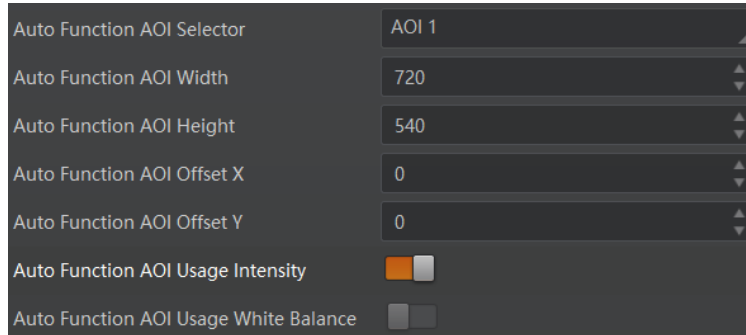 Auto Function AOI Selector AOI 1
Auto Function AOI Width 720
Auto Function AOI Height 540
Auto Function AOI Offset X 0
Auto Function AOI Offset Y 0
Auto Function AOI Usage Intensity
Auto Function AOI Usage White Balance